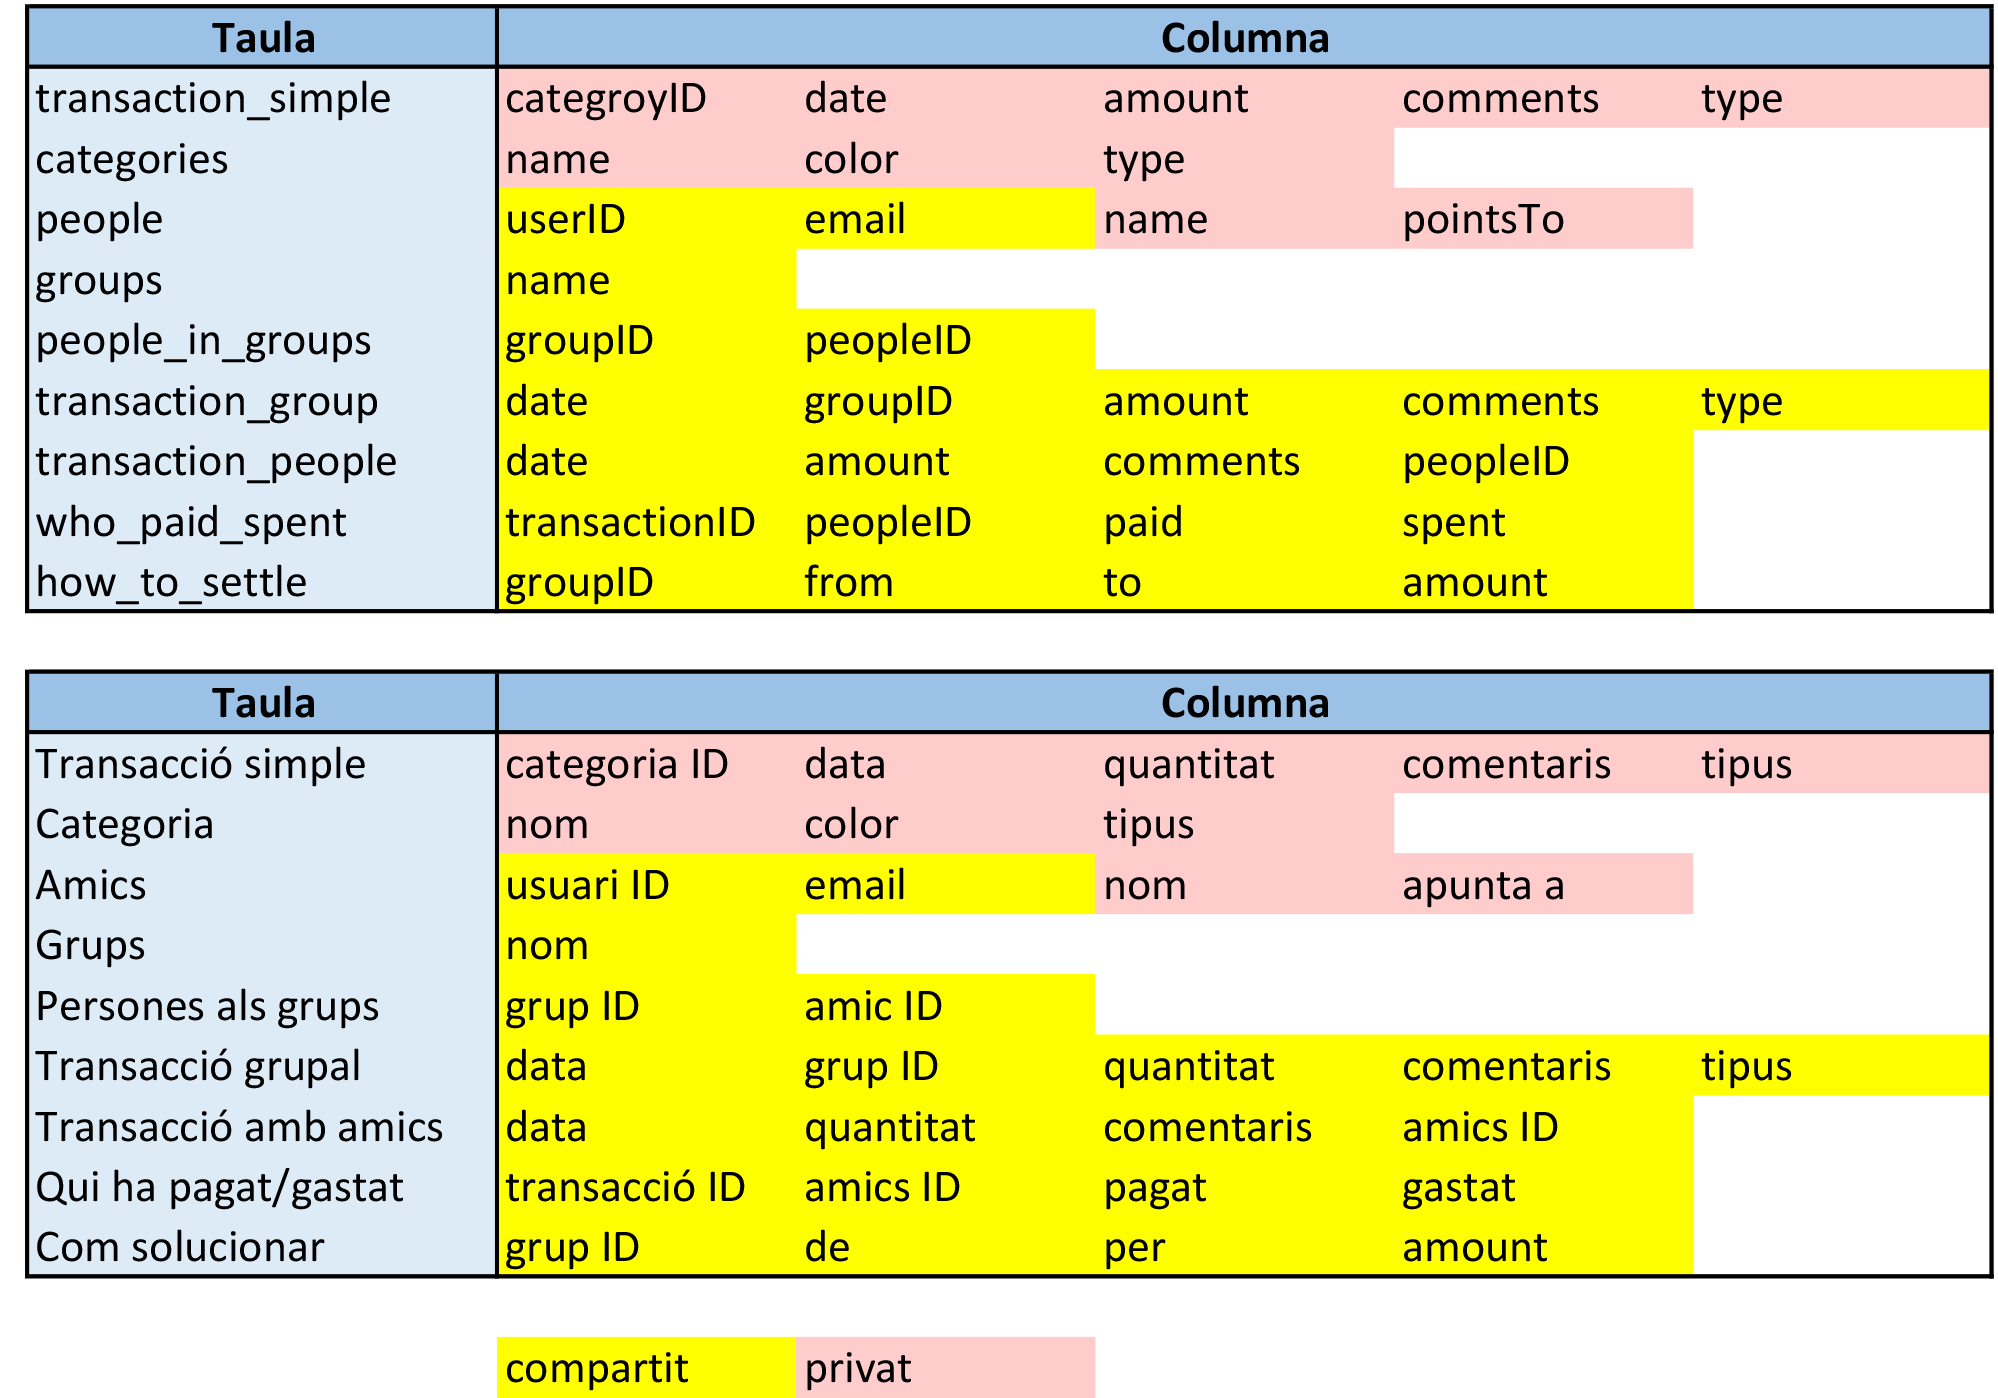 Taula Columna
transaction_simple categroyID date amount comments type
categories name color type
people userID email name pointsTo
groups name
people_in_groups groupID peopleID
transaction_group date groupID amount comments type
transaction_people date amount comments peopleID
who_paid_spent transactionID peopleID paid spent
how_to_settle groupID from to amount
Taula Columna
Transacció simple categoria ID data quantitat comentaris tipus
Categoria nom color tipus
Amics usuari ID email nom apunta a
Grups nom
Persones als grups grup ID amic ID
Transacció grupal data grup ID quantitat comentaris tipus
Transacció amb amics data quantitat comentaris amics ID
Qui ha pagat/gastat transacció ID amics ID pagat gastat
Com solucionar grup ID de per amount
compartit privat